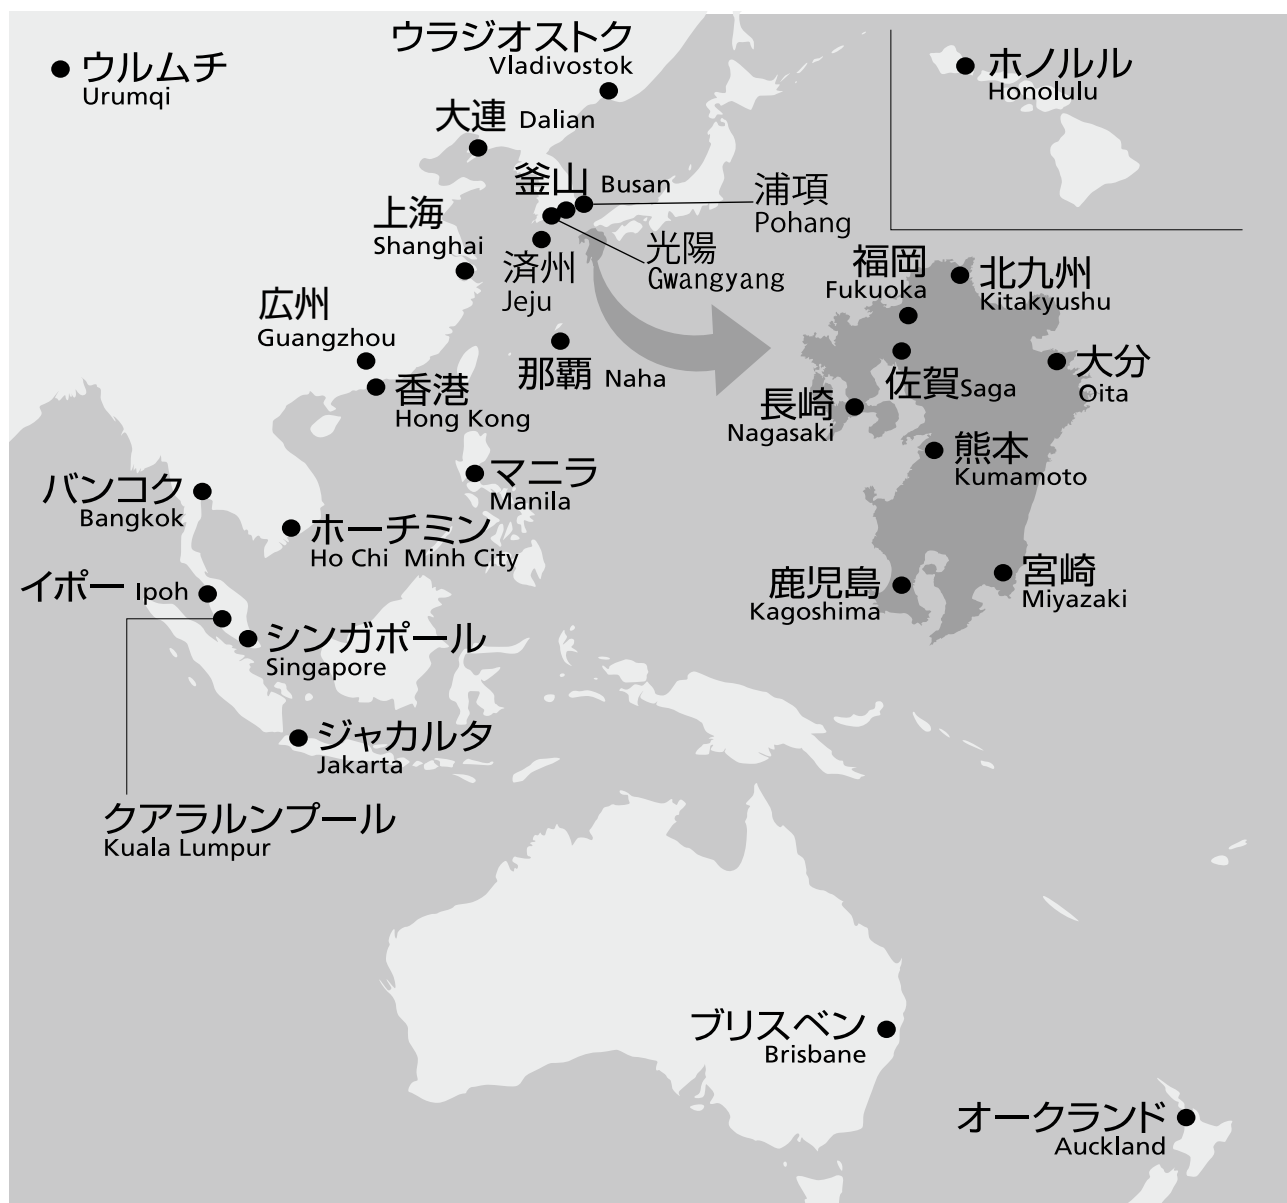 ウラジオストク
Vladivostok
ウルムチ
Urumqi
ホノルル
Honolulu
大連 Dalian
釜山 Busan
浦項
Pohang
上海
Shanghai
光陽
Gwangyang
済州
Jeju
福岡
Fukuoka
北九州
Kitakyushu
広州
Guangzhou
那覇 Naha
佐賀Saga
大分
Oita
香港
Hong Kong
長崎
Nagasaki
熊本
Kumamoto
マニラ
Manila
バンコク
Bangkok
ホーチミン
Ho Chi Minh City
イポー Ipoh
鹿児島
Kagoshima
宮崎
Miyazaki
シンガポール
Singapore
ジャカルタ
Jakarta
クアラルンプール
Kuala Lumpur
ブリスベン
Brisbane
オークランド
Auckland